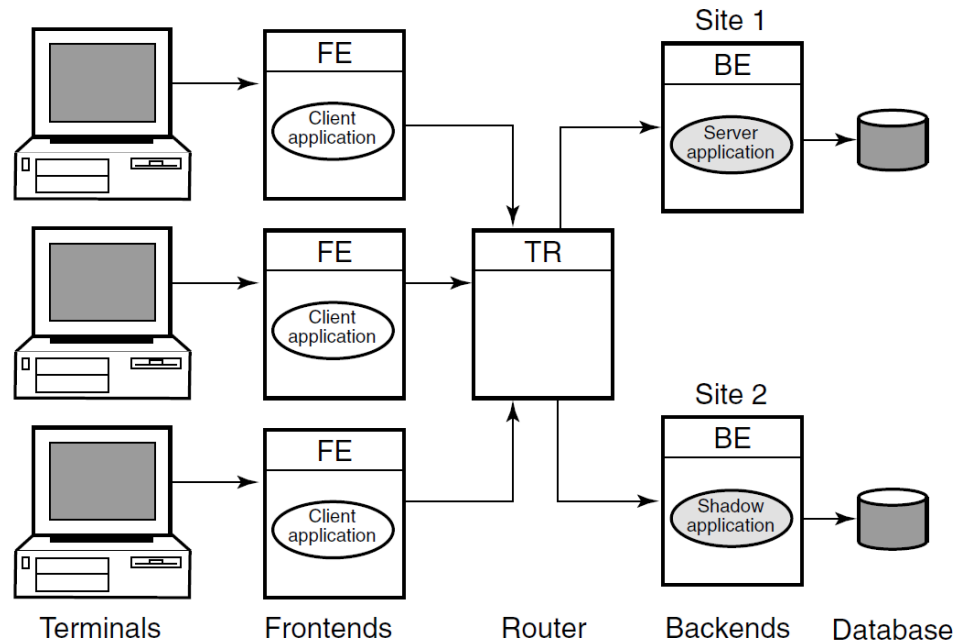 Site 1
FE
Client
application
BE
Server
application
FE
Client
application
TR
Site 2
FE
Client
application
BE
Shadow
application
Terminals
Frontends
Router
Backends
Database